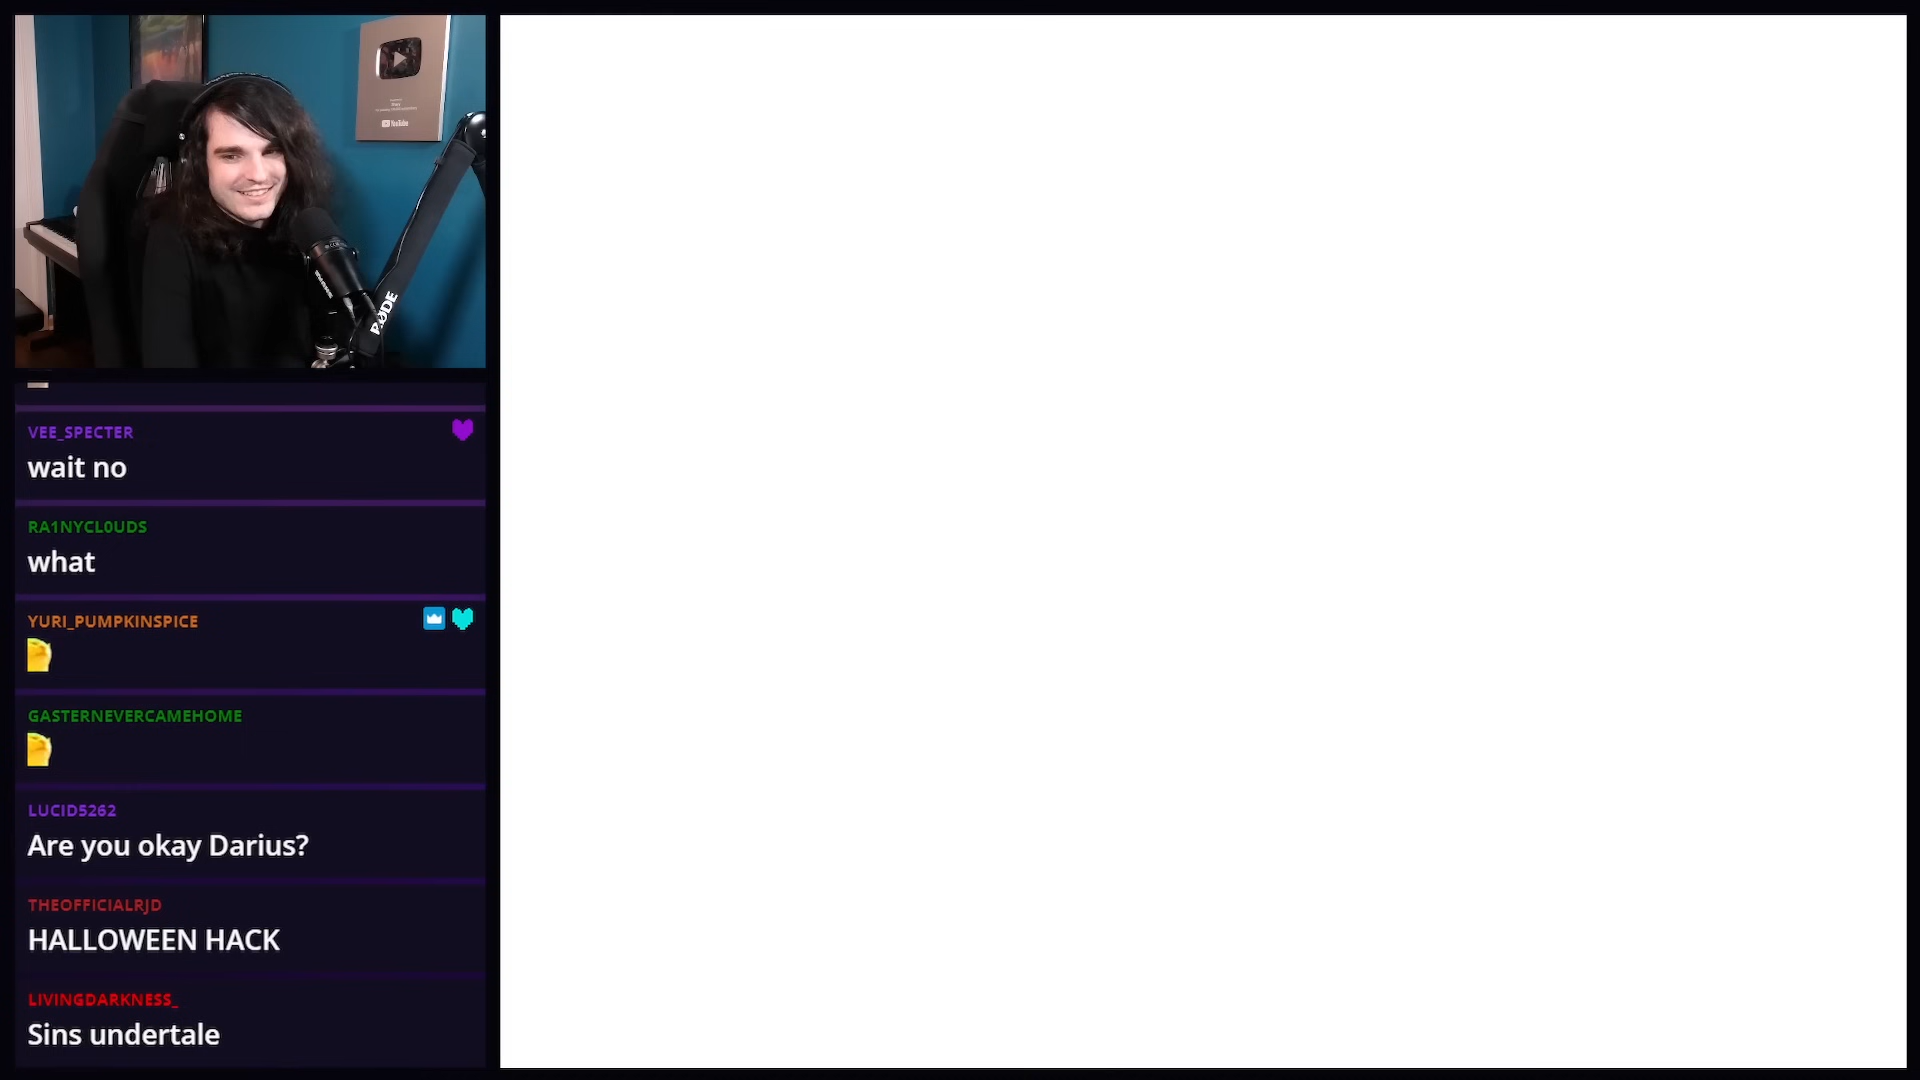 YouTube
RØDE
VEE_SPECTER
wait no
RA1NYCL0UDS
what
YURI_PUMPKINSPICE
GASTERNEVERCAMEHOME
LUCID5262
Are you okay Darius?
THEOFFICIALRJD
HALLOWEEN HACK
LIVINGDARKNESS_
Sins undertale